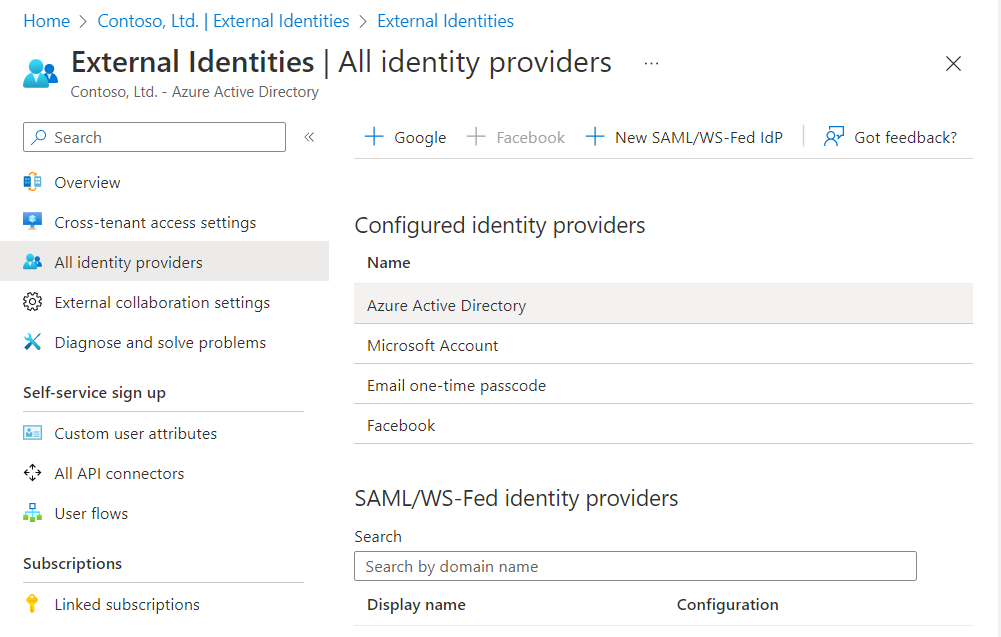 Home > Contoso, Ltd. | External Identities > External Identities
External Identities | All identity providers ...
Contoso, Ltd. - Azure Active Directory
Search «
Overview
Cross-tenant access settings
All identity providers
External collaboration settings
Diagnose and solve problems
Self-service sign up
Custom user attributes
All API connectors
User flows
Subscriptions
Linked subscriptions
+ Google + Facebook + New SAML/WS-Fed IdP Got feedback?
Configured identity providers
Name
Azure Active Directory
Microsoft Account
Email one-time passcode
Facebook
SAML/WS-Fed identity providers
Search
Search by domain name
Display name Configuration